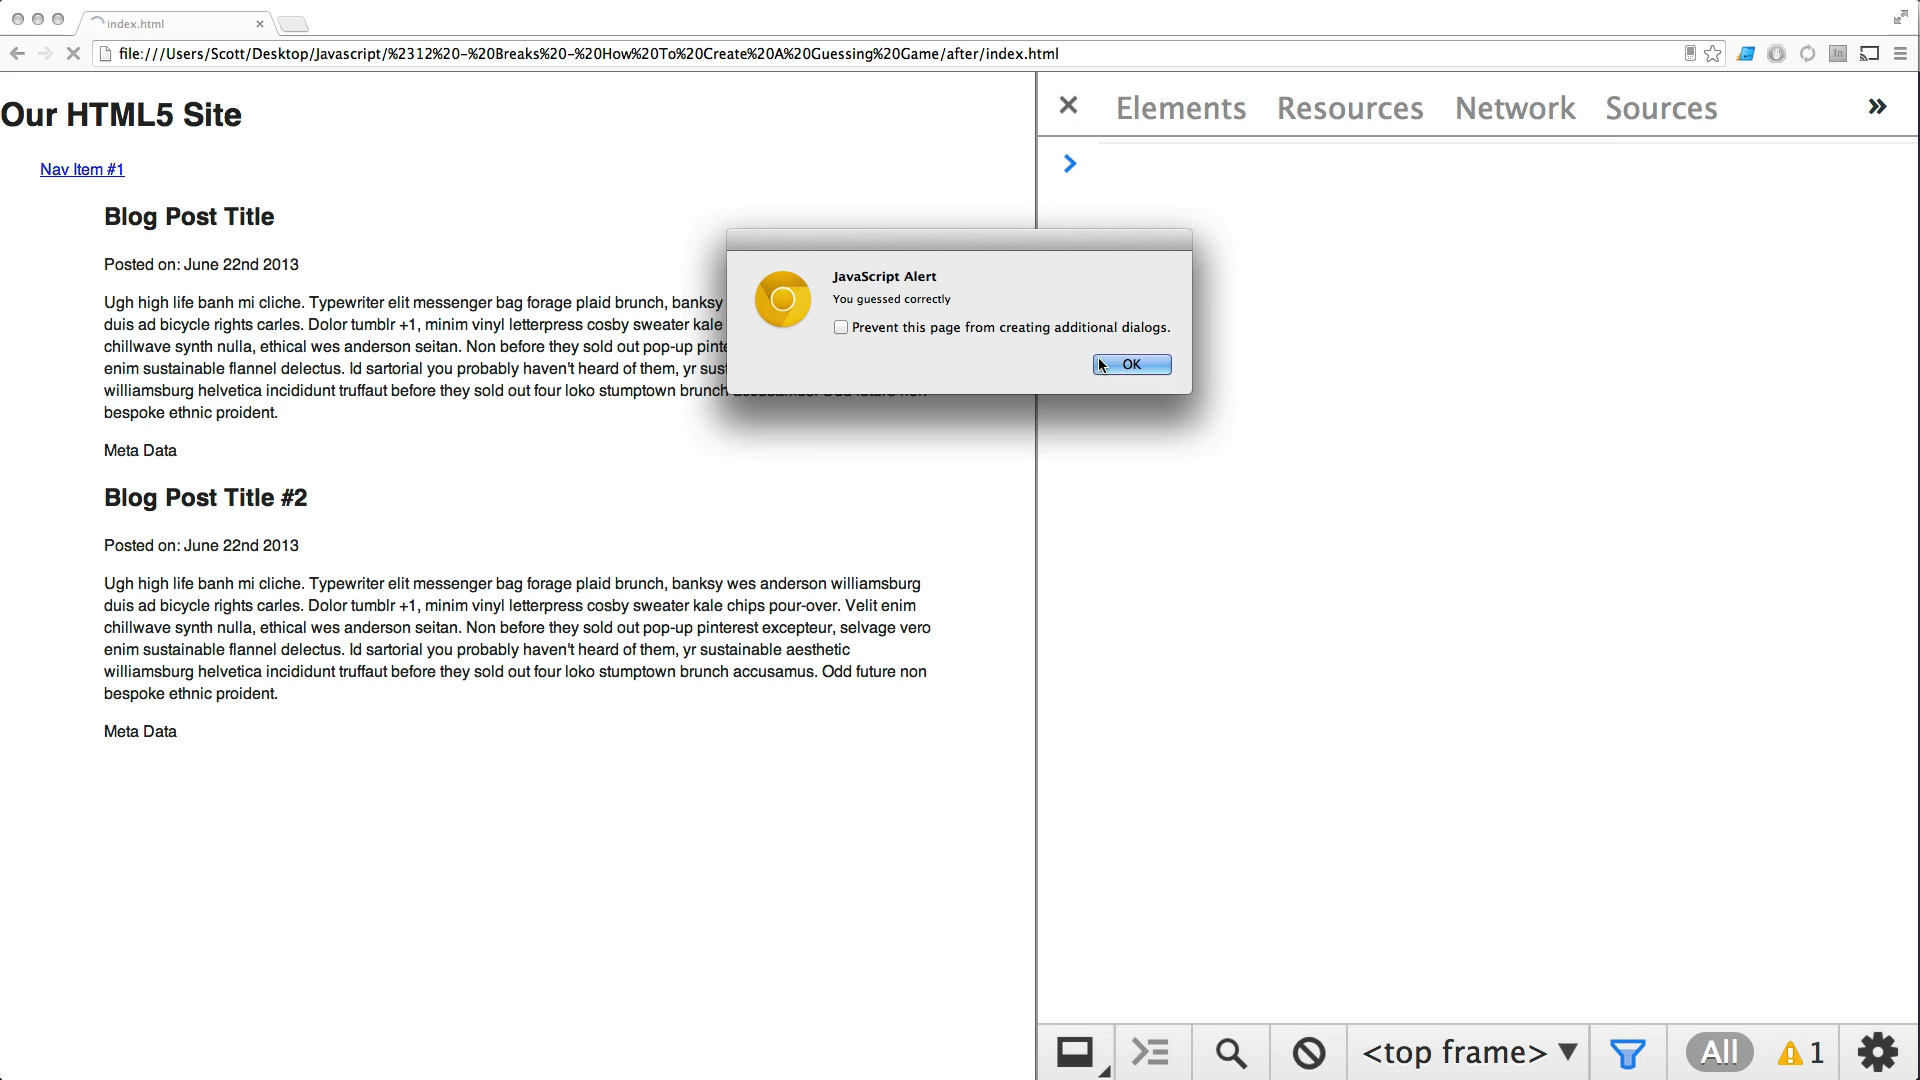 index.html
file:///Users/Scott/Desktop/Javascript/%2312%20-%20Breaks%20-%20How%20To%20Create%20A%20Guessing%20Game/after/index.html
Our HTML5 Site
Nav Item #1
Blog Post Title
Posted on: June 22nd 2013
Ugh high life banh mi cliche. Typewriter elit messenger bag forage plaid brunch, banksy
duis ad bicycle rights carles. Dolor tumblr +1, minim vinyl letterpress cosby sweater kale
chillwave synth nulla, ethical wes anderson seitan. Non before they sold out pop-up pinte
enim sustainable flannel delectus. Id sartorial you probably haven't heard of them, yr sust
williamsburg helvetica incididunt truffaut before they sold out four loko stumptown brunch accusamus. Odd future non
bespoke ethnic proident.
Meta Data
Blog Post Title #2
Posted on: June 22nd 2013
Ugh high life banh mi cliche. Typewriter elit messenger bag forage plaid brunch, banksy wes anderson williamsburg
duis ad bicycle rights carles. Dolor tumblr +1, minim vinyl letterpress cosby sweater kale chips pour-over. Velit enim
chillwave synth nulla, ethical wes anderson seitan. Non before they sold out pop-up pinterest excepteur, selvage vero
enim sustainable flannel delectus. Id sartorial you probably haven't heard of them, yr sustainable aesthetic
williamsburg helvetica incididunt truffaut before they sold out four loko stumptown brunch accusamus. Odd future non
bespoke ethnic proident.
Meta Data
JavaScript Alert
You guessed correctly
Prevent this page from creating additional dialogs.
OK
Elements Resources Network Sources »
<top frame> ▼ All 1